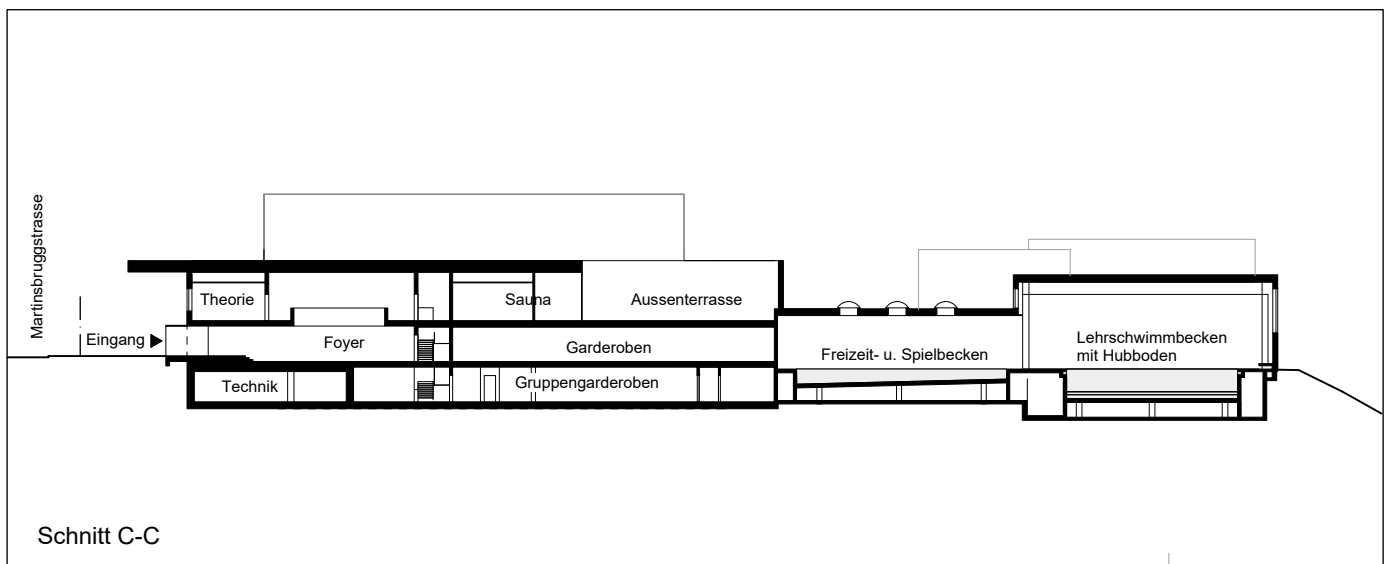 Martinsbruggstrasse
Theorie
Sauna
Aussenterrasse
Eingang
Foyer
Garderoben
Freizeit- u. Spielbecken
Lehrschwimmbecken
mit Hubboden
Technik
Gruppengarderoben
Schnitt C-C